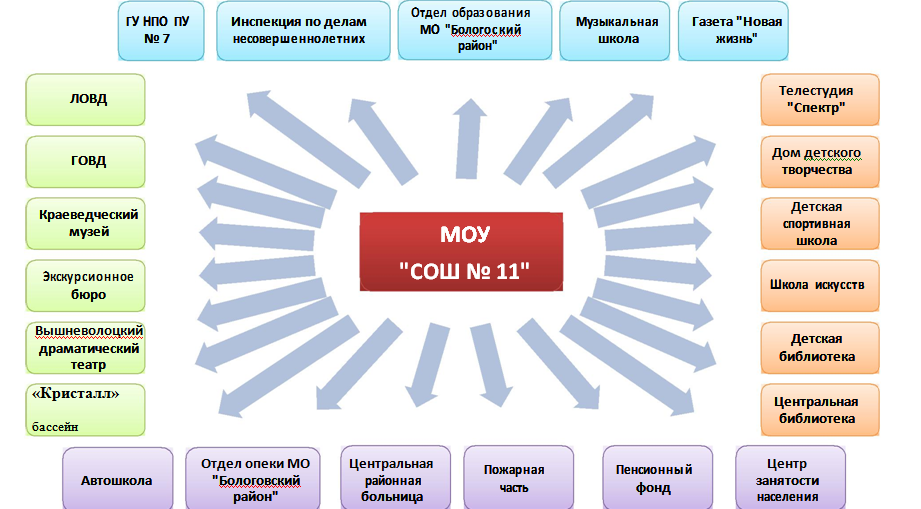 ГУ НПО ПУ
№ 7
Инспекция по делам
несовершеннолетних
Отдел образования
МО "Бологоский
район"
Музыкальная
школа
Газета "Новая
жизнь"
ЛОВД
ГОВД
Краеведческий
музей
Экскурсионное
бюро
Вышневолоцкий
драматический
театр
«Кристалл»
бассейн
МОУ
"СОШ № 11"
Телестудия
"Спектр"
Дом детского
творчества
Детская
спортивная
школа
Школа искусств
Детская
библиотека
Центральная
библиотека
Автошкола
Отдел опеки МО
"Бологовский
район"
Центральная
районная
больница
Пожарная
часть
Пенсионный
фонд
Центр
занятости
населения